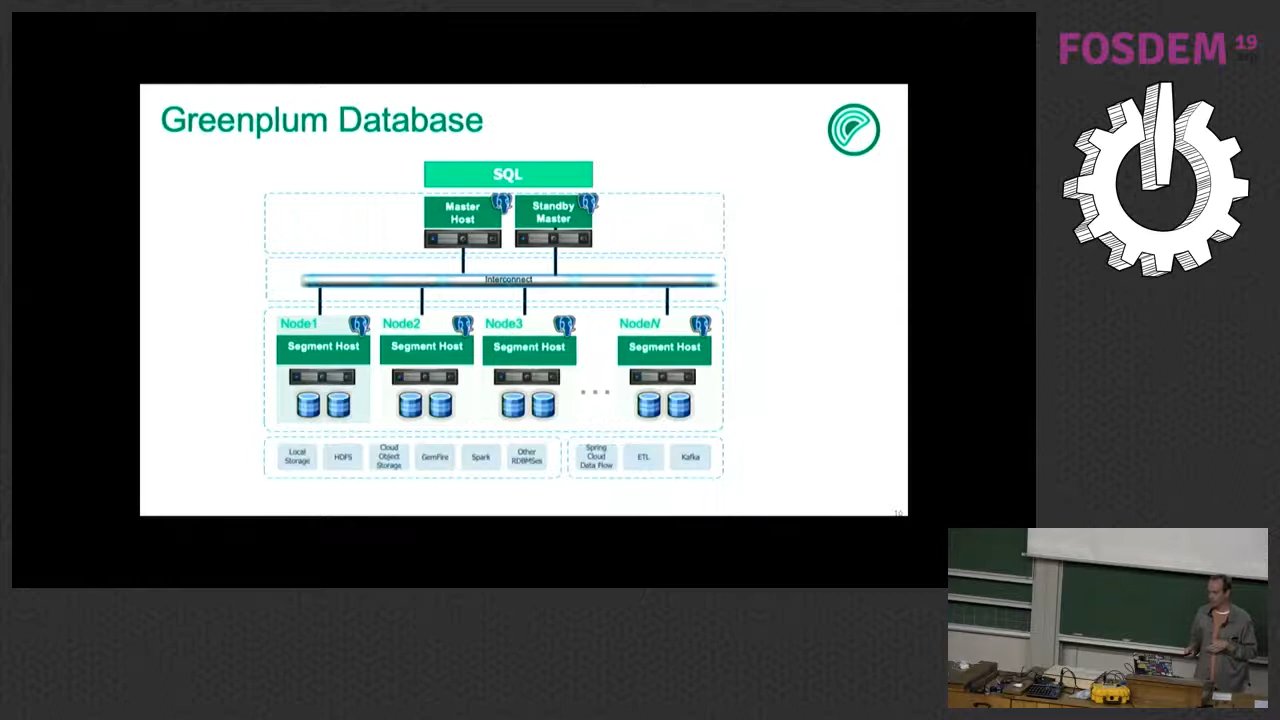 FOSDEM 19
.org
Greenplum Database
SQL
Master
Host
Standby
Master
Interconnect
Node1
Node2
Node3
NodeN
Segment Host
Segment Host
Segment Host
Segment Host
Local
Storage
HDFS
Cloud
Object
Storage
GemFire
Spark
Other
RDBMSes
Spring
Cloud
Data Flow
ETL
Kafka
10